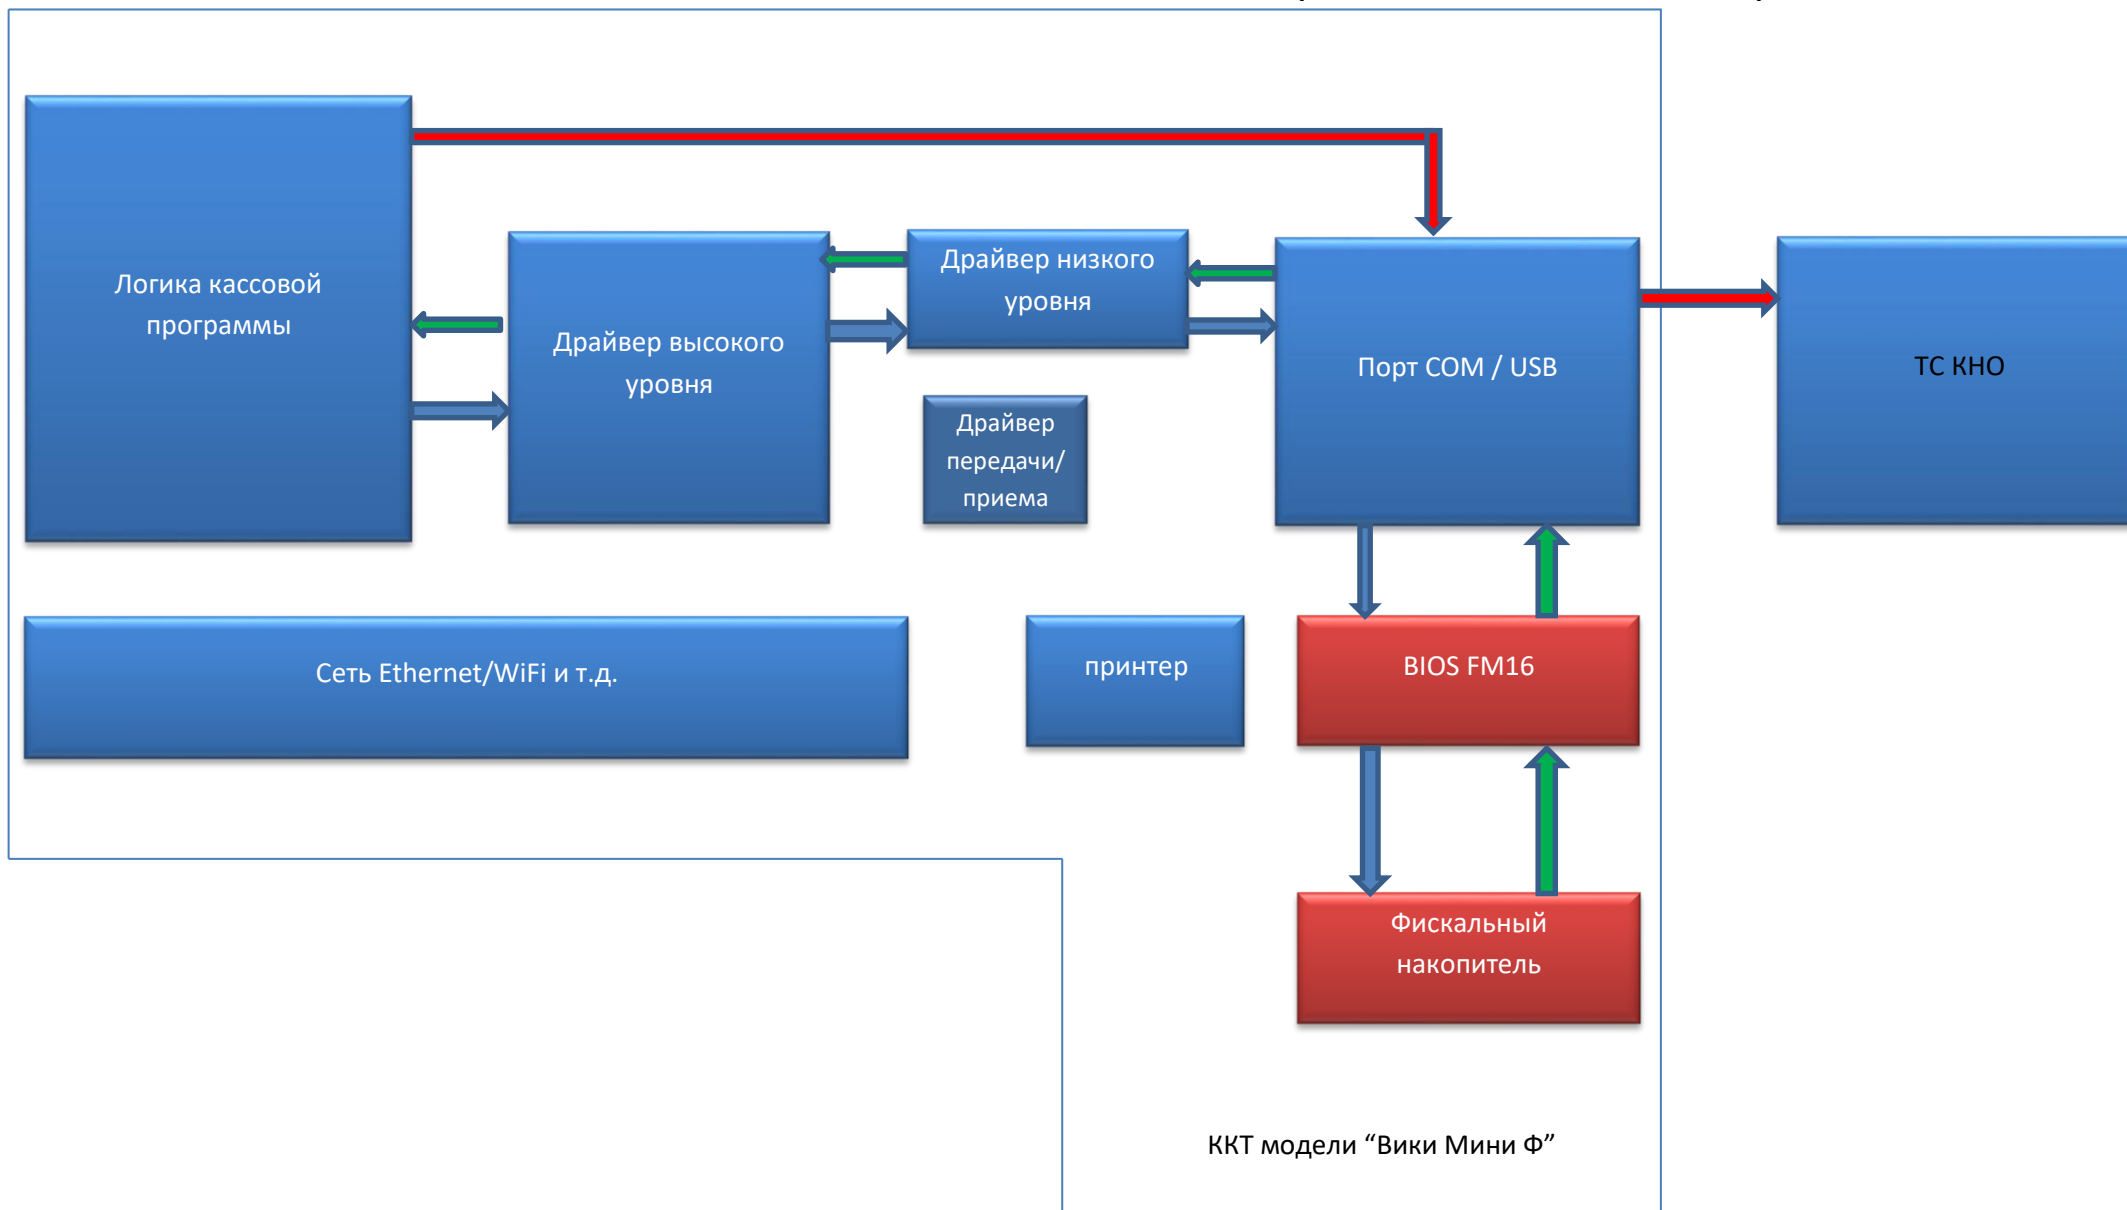 Логика кассовой
программы
Драйвер высокого
уровня
Драйвер низкого
уровня
Драйвер
передачи/
приема
Порт COM / USB
ТС КНО
Сеть Ethernet/WiFi и т.д.
принтер
BIOS FM16
Фискальный
накопитель
ККТ модели “Вики Мини Ф”